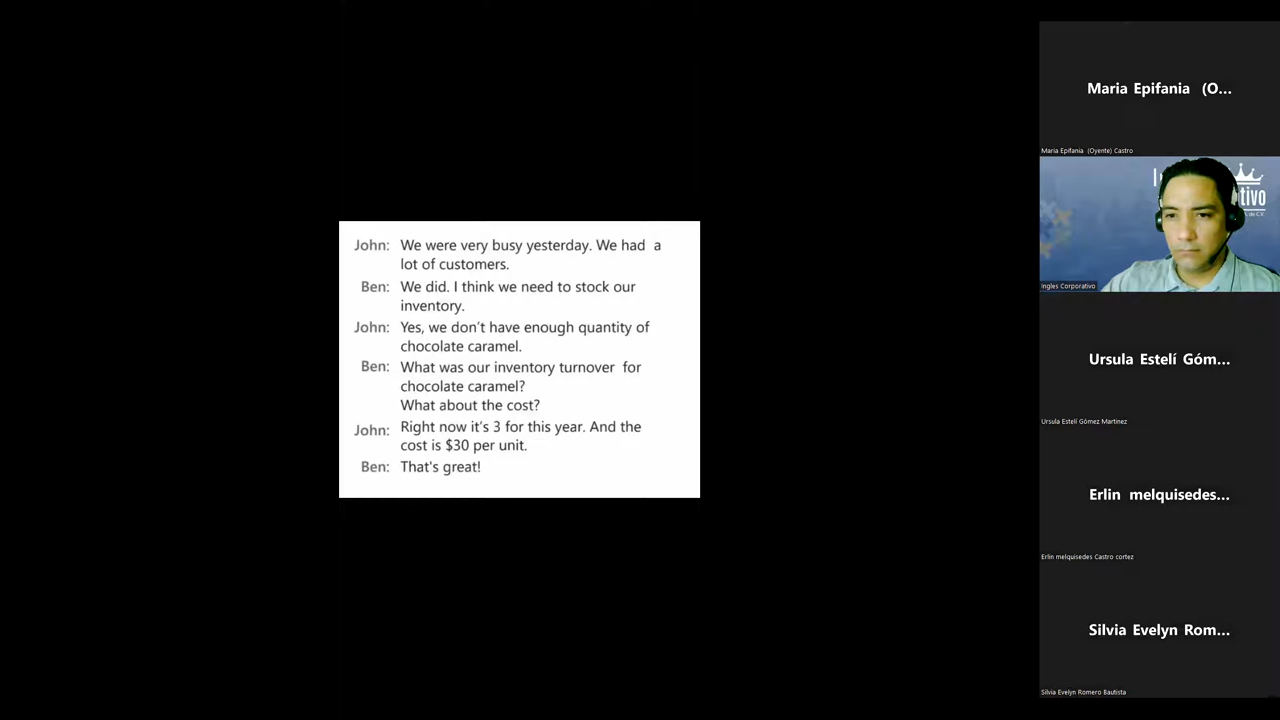 John: We were very busy yesterday. We had a
lot of customers.
Ben: We did. I think we need to stock our
inventory.
John: Yes, we don't have enough quantity of
chocolate caramel.
Ben: What was our inventory turnover for
chocolate caramel?
What about the cost?
John: Right now it's 3 for this year. And the
cost is $30 per unit.
Ben: That's great!
Maria Epifania (O...
Maria Epifania (Oyente) Castro
Ingles Corporativo
Ursula Estelí Góm...
Ursula Estelí Gómez Martinez
Erlin melquisedes...
Erlin melquisedes Castro cortez
Silvia Evelyn Rom...
Silvia Evelyn Romero Bautista